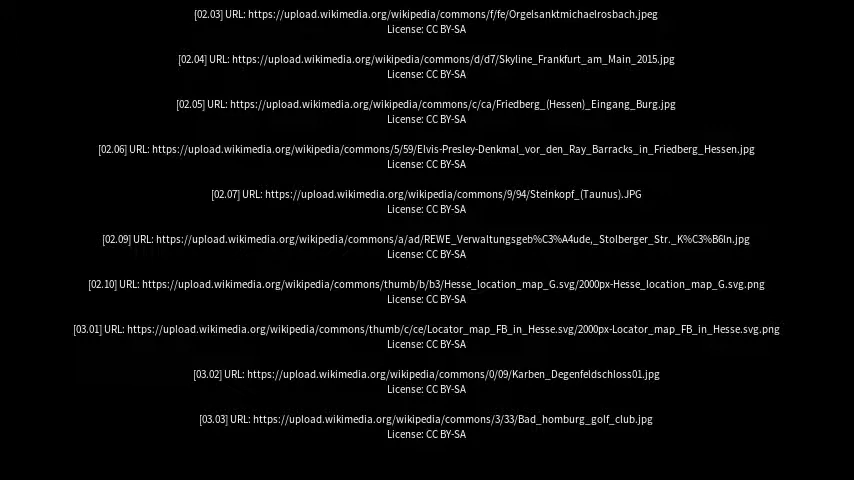 [02.03] URL: https://upload.wikimedia.org/wikipedia/commons/f/fe/Orgelsanktmichaelrosbach.jpeg
License: CC BY-SA
[02.04] URL: https://upload.wikimedia.org/wikipedia/commons/d/d7/Skyline_Frankfurt_am_Main_2015.jpg
License: CC BY-SA
[02.05] URL: https://upload.wikimedia.org/wikipedia/commons/c/ca/Friedberg_(Hessen)_Eingang_Burg.jpg
License: CC BY-SA
[02.06] URL: https://upload.wikimedia.org/wikipedia/commons/5/59/Elvis-Presley-Denkmal_vor_den_Ray_Barracks_in_Friedberg_Hessen.jpg
License: CC BY-SA
[02.07] URL: https://upload.wikimedia.org/wikipedia/commons/9/94/Steinkopf_(Taunus).JPG
License: CC BY-SA
[02.09] URL: https://upload.wikimedia.org/wikipedia/commons/a/ad/REWE_Verwaltungsgeb%C3%A4ude,_Stolberger_Str._K%C3%B6ln.jpg
License: CC BY-SA
[02.10] URL: https://upload.wikimedia.org/wikipedia/commons/thumb/b/b3/Hesse_location_map_G.svg/2000px-Hesse_location_map_G.svg.png
License: CC BY-SA
[03.01] URL: https://upload.wikimedia.org/wikipedia/commons/thumb/c/ce/Locator_map_FB_in_Hesse.svg/2000px-Locator_map_FB_in_Hesse.svg.png
License: CC BY-SA
[03.02] URL: https://upload.wikimedia.org/wikipedia/commons/0/09/Karben_Degenfeldschloss01.jpg
License: CC BY-SA
[03.03] URL: https://upload.wikimedia.org/wikipedia/commons/3/33/Bad_homburg_golf_club.jpg
License: CC BY-SA